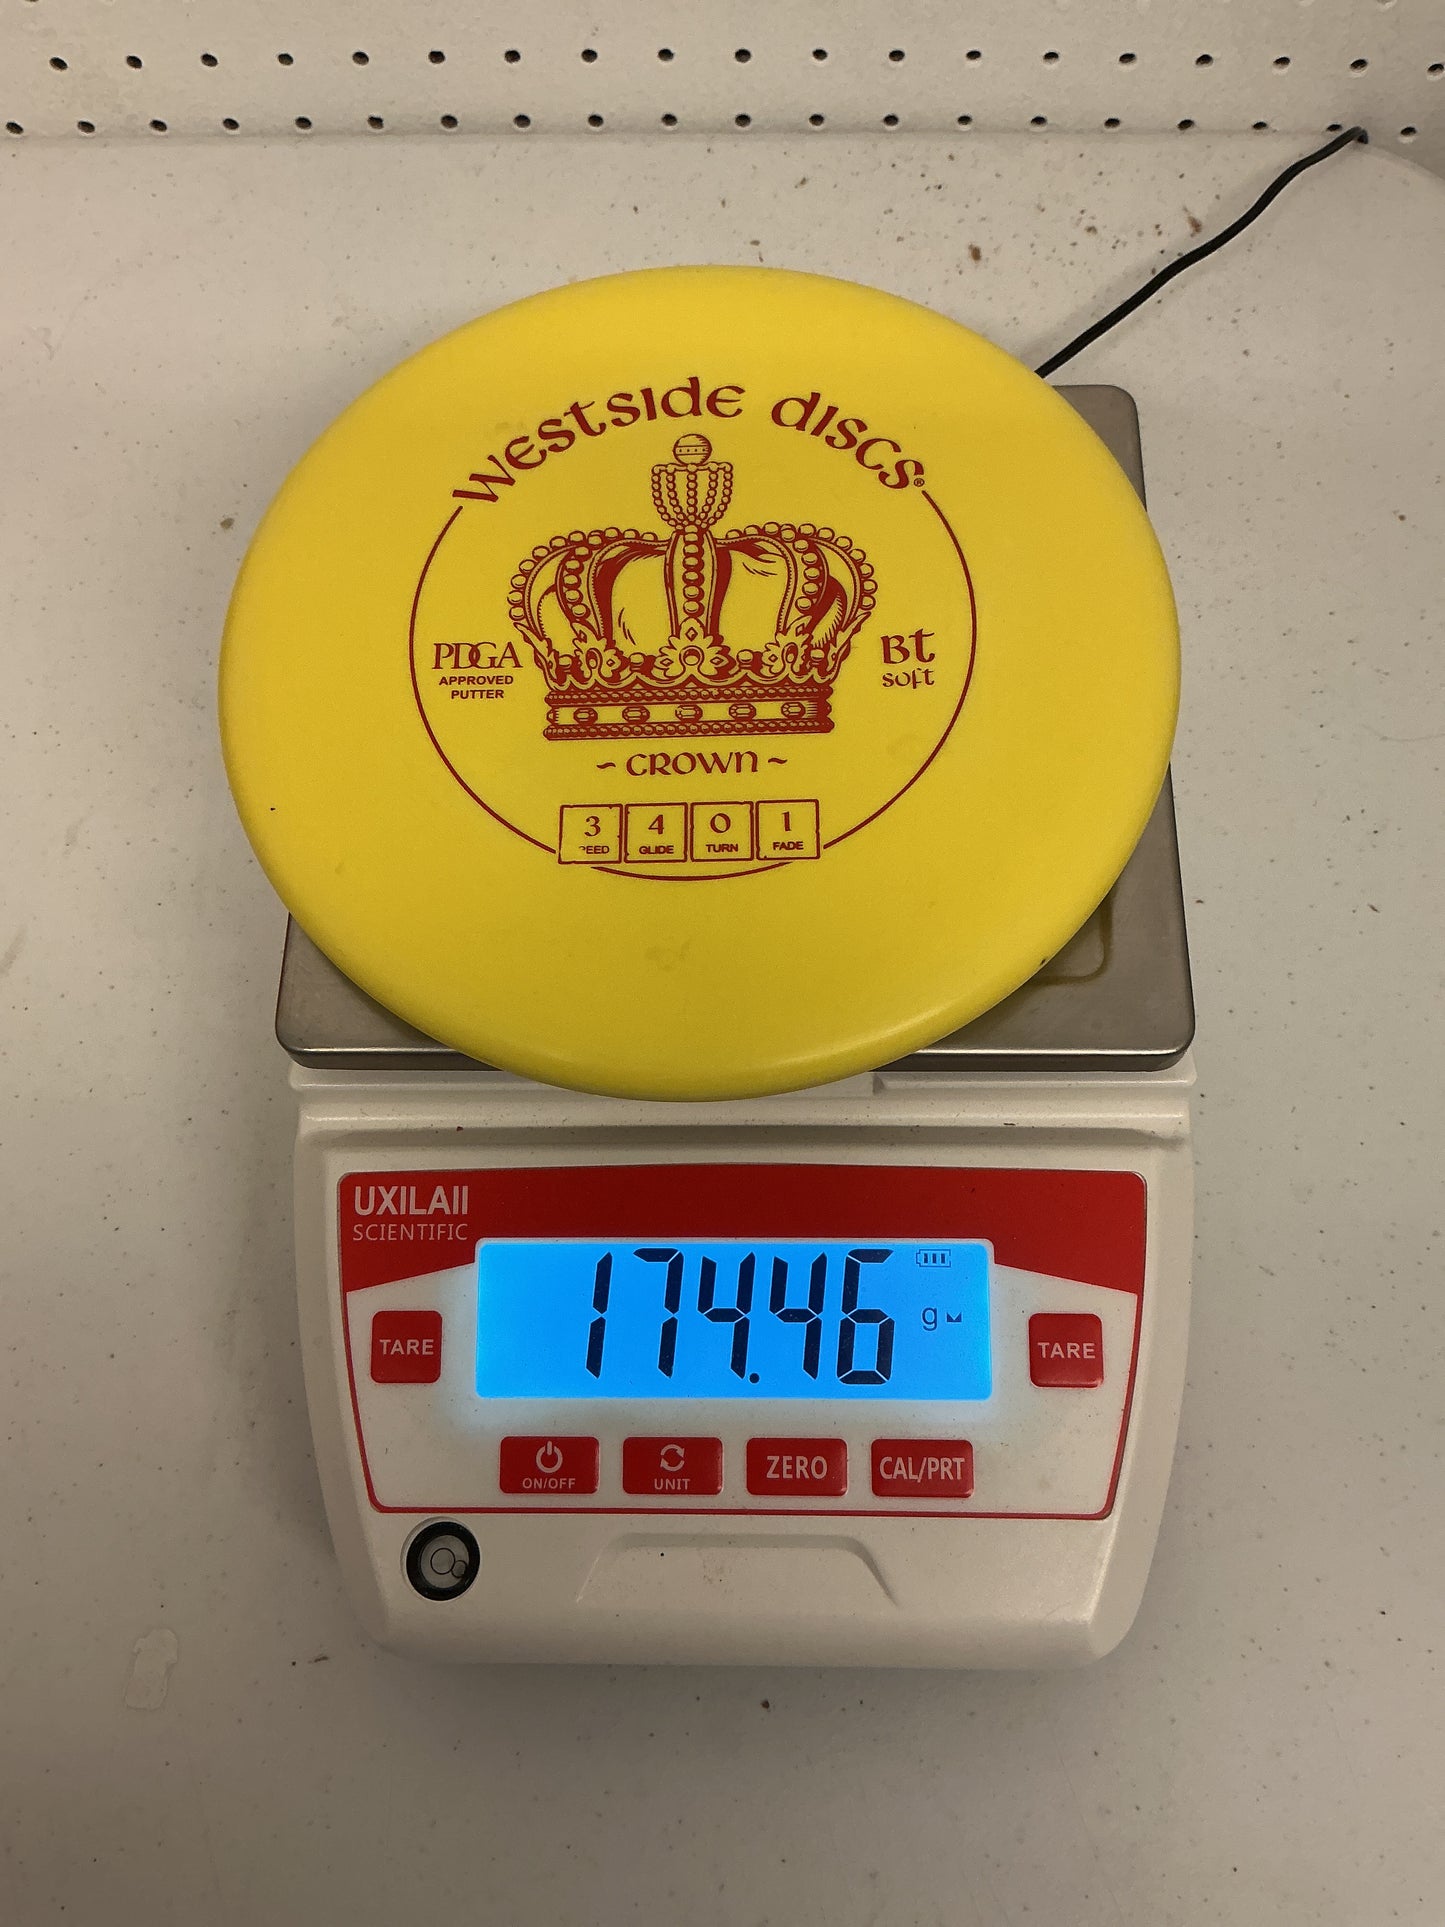 Westside discs®
PDGA
APPROVED
PUTTER
BT
soft
~ CROWN ~
3 4 0 1
PEED GLIDE TURN FADE
UXILAII
SCIENTIFIC
174.46 g
TARE
TARE
ON/OFF
UNIT
ZERO
CAL/PRT